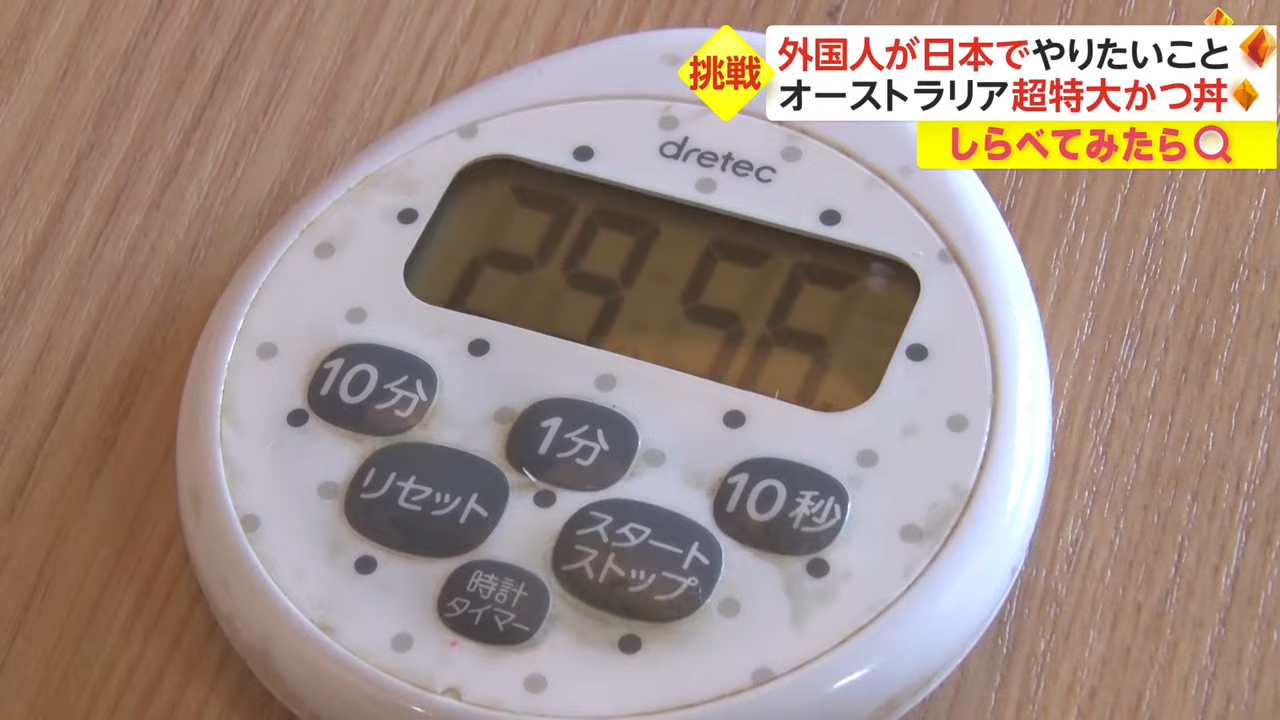 挑戦
外国人が日本でやりたいこと
オーストラリア超特大かつ丼
しらべてみたら
dretec
29 56
10分
1分
10秒
リセット
スタート
ストップ
時計
タイマー